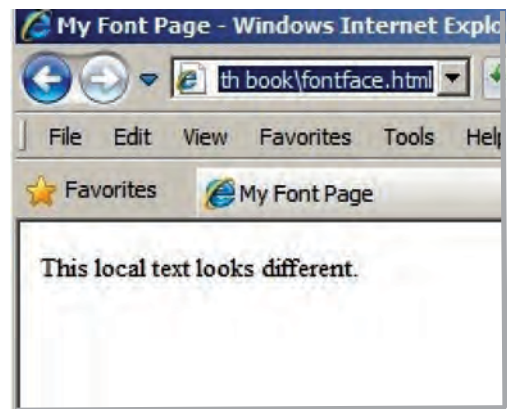 My Font Page - Windows Internet Explo
th book\fontface.html
File Edit View Favorites Tools Help
Favorites My Font Page
This local text looks different.